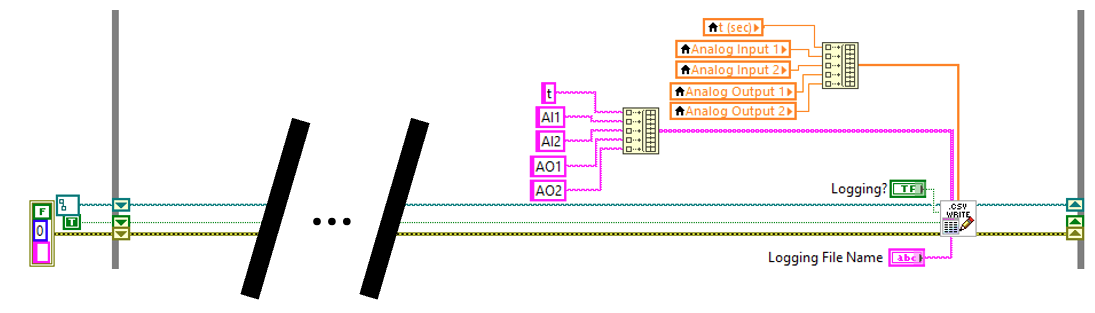 t (sec)
Analog Input 1
Analog Input 2
Analog Output 1
Analog Output 2
t
AI1
AI2
AO1
AO2
Logging?
TF
F
T
0
...
.CSV
WRITE
Logging File Name
abc